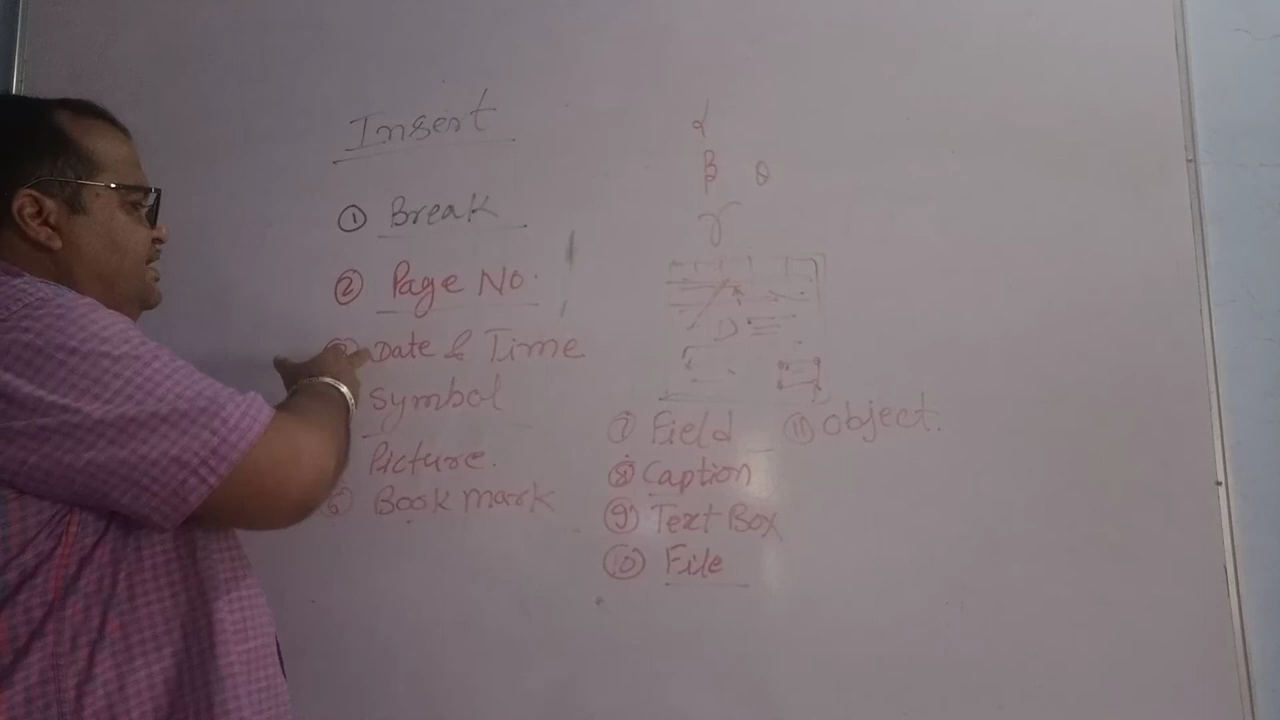 Insert
① Break
② Page No.
Date & Time
Symbol
Picture.
⑥ Book mark
α
β θ
γ
D
⑦ Field ⑪ Object.
⑧ Caption
⑨ Text Box
⑩ File